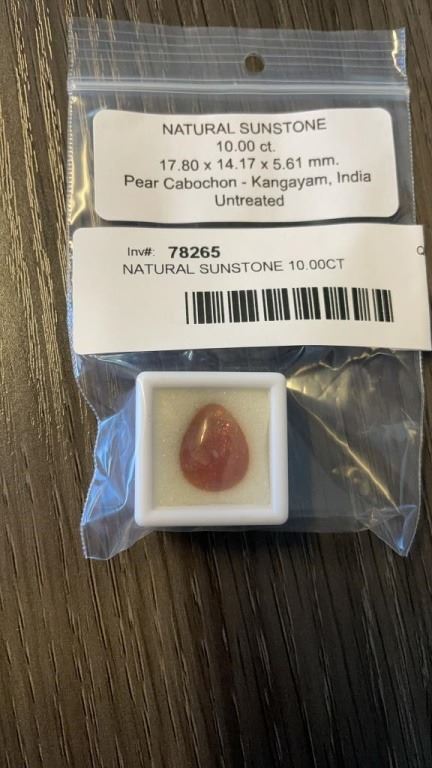 NATURAL SUNSTONE
10.00 ct.
17.80 x 14.17 x 5.61 mm.
Pear Cabochon - Kangayam, India
Untreated
Inv#: 78265
Q
NATURAL SUNSTONE 10.00CT